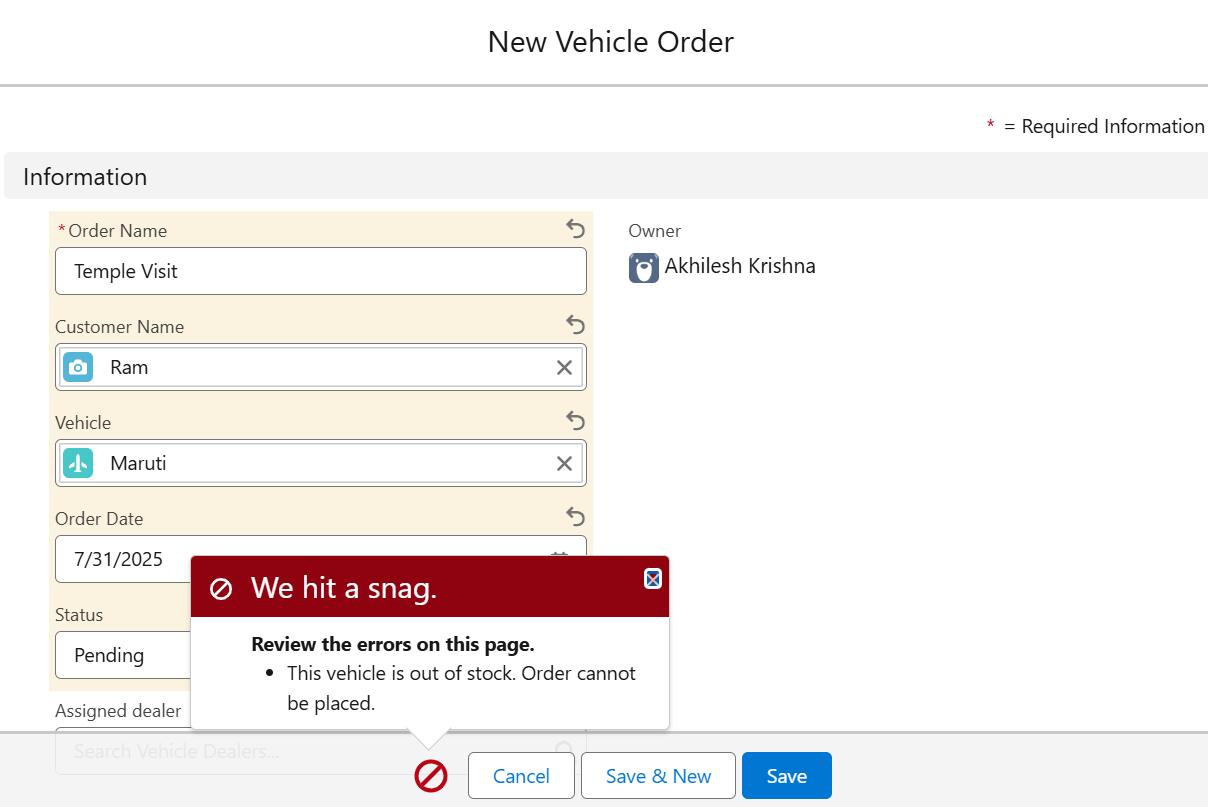 New Vehicle Order
* = Required Information
Information
*Order Name
Temple Visit
Owner
Akhilesh Krishna
Customer Name
Ram
Vehicle
Maruti
Order Date
7/31/2025
Status
Pending
We hit a snag.
Review the errors on this page.
• This vehicle is out of stock. Order cannot
be placed.
Assigned dealer
Search Vehicle Dealers...
Cancel
Save & New
Save